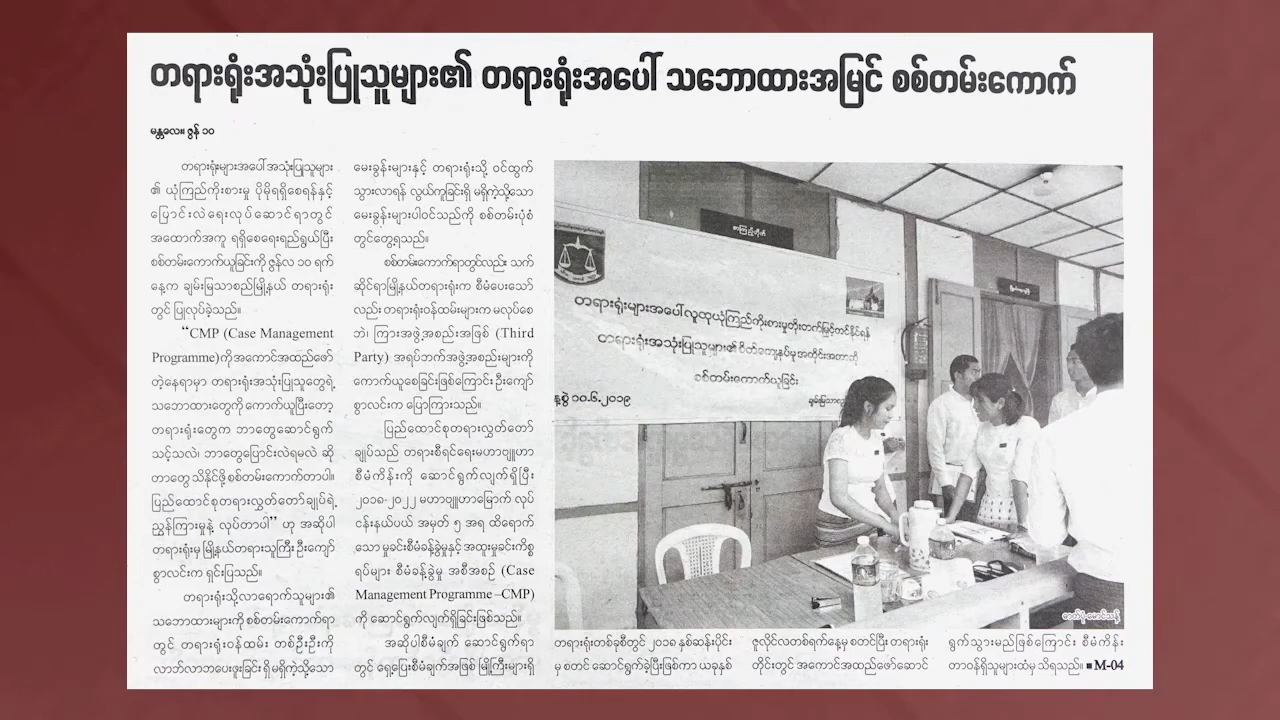 တရားရုံးအသုံးပြုသူများ၏ တရားရုံးအပေါ် သဘောထားအမြင် စစ်တမ်းကောက်
မန္တလေး၊ ဇွန် ၁၀
တရားရုံးများအပေါ် အသုံးပြုသူများ
၏ ယုံကြည်ကိုးစားမှု ပိုမိုရရှိစေရန်နှင့်
ပြောင်းလဲရေးလုပ်ဆောင်ရာတွင်
အထောက်အကူ ရရှိစေရေးရည်ရွယ်ပြီး
စစ်တမ်းကောက်ယူခြင်းကို ဇွန်လ ၁၀ ရက်
နေ့က ချမ်းမြသာစည်မြို့နယ် တရားရုံး
တွင် ပြုလုပ်ခဲ့သည်။
“CMP (Case Management
Programme) ကို အကောင်အထည်ဖော်
တဲ့နေရာမှာ တရားရုံးအသုံးပြုသူတွေရဲ့
သဘောထားတွေကို ကောက်ယူပြီးတော့
တရားရုံးတွေက ဘာတွေဆောင်ရွက်
သင့်သလဲ၊ ဘာတွေပြောင်းလဲရမလဲ ဆို
တာတွေ သိနိုင်ဖို့ စစ်တမ်းကောက်တာပါ။
ပြည်ထောင်စုတရားလွှတ်တော်ချုပ်ရဲ့
ညွှန်ကြားမှုနဲ့ လုပ်တာပါ” ဟု အဆိုပါ
တရားရုံးမှ မြို့နယ်တရားသူကြီး ဦးကျော်
စွာလင်းက ရှင်းပြသည်။
တရားရုံးသို့လာရောက်သူများ၏
သဘောထားများကို စစ်တမ်းကောက်ရာ
တွင် တရားရုံးဝန်ထမ်း တစ်ဦးဦးကို
လာဘ်လာဘပေးဖူးခြင်း ရှိ မရှိကဲ့သို့သော
မေးခွန်းများနှင့် တရားရုံးသို့ ဝင်ထွက်
သွားလာရန် လွယ်ကူခြင်းရှိ မရှိကဲ့သို့သော
မေးခွန်းများပါဝင်သည်ကို စစ်တမ်းပုံစံ
တွင်တွေ့ရသည်။
စစ်တမ်းကောက်ရာတွင်လည်း သက်
ဆိုင်ရာမြို့နယ်တရားရုံးက စီမံပေးသော်
လည်း တရားရုံးဝန်ထမ်းများက မလုပ်စေ
ဘဲ၊ ကြားအဖွဲ့အစည်းအဖြစ် (Third
Party) အရပ်ဘက်အဖွဲ့အစည်းများကို
ကောက်ယူစေခြင်းဖြစ်ကြောင်း ဦးကျော်
စွာလင်းက ပြောကြားသည်။
ပြည်ထောင်စုတရားလွှတ်တော်
ချုပ်သည် တရားစီရင်ရေးမဟာဗျူဟာ
စီမံကိန်းကို ဆောင်ရွက်လျက်ရှိပြီး
၂၀၁၈-၂၀၂၂ မဟာဗျူဟာမြောက် လုပ်
ငန်းနယ်ပယ် အမှတ် ၅ အရ ထိရောက်
သော မှုခင်းစီမံခန့်ခွဲမှုနှင့် အထူးမှုခင်းကိစ္စ
ရပ်များ စီမံခန့်ခွဲမှု အစီအစဉ် (Case
Management Programme –CMP)
ကို ဆောင်ရွက်လျက်ရှိခြင်းဖြစ်သည်။
အဆိုပါစီမံချက် ဆောင်ရွက်ရာ
တွင် ရှေ့ပြေးစီမံချက်အဖြစ် မြို့ကြီးများရှိ
စာကြည့်တိုက်
တရားရုံးများအပေါ် လူထုယုံကြည်ကိုးစားမှုတိုးတက်မြှင့်တင်နိုင်ရန်
တရားရုံးအသုံးပြုသူများ၏ စိတ်ကျေနပ်မှုအတိုင်းအတာကို
စစ်တမ်းကောက်ယူခြင်း
၁၀.၆.၂၀၁၉
တရားရုံးတစ်ခုစီတွင် ၂၀၁၈ နှစ်ဆန်းပိုင်း
မှ စတင် ဆောင်ရွက်ခဲ့ပြီးဖြစ်ကာ ယခုနှစ်
ဇူလိုင်လတစ်ရက်နေ့မှ စတင်ပြီး တရားရုံး
တိုင်းတွင် အကောင်အထည်ဖော်ဆောင်
ရွက်သွားမည်ဖြစ်ကြောင်း စီမံကိန်း
တာဝန်ရှိသူများထံမှ သိရသည်။ ■ M-04